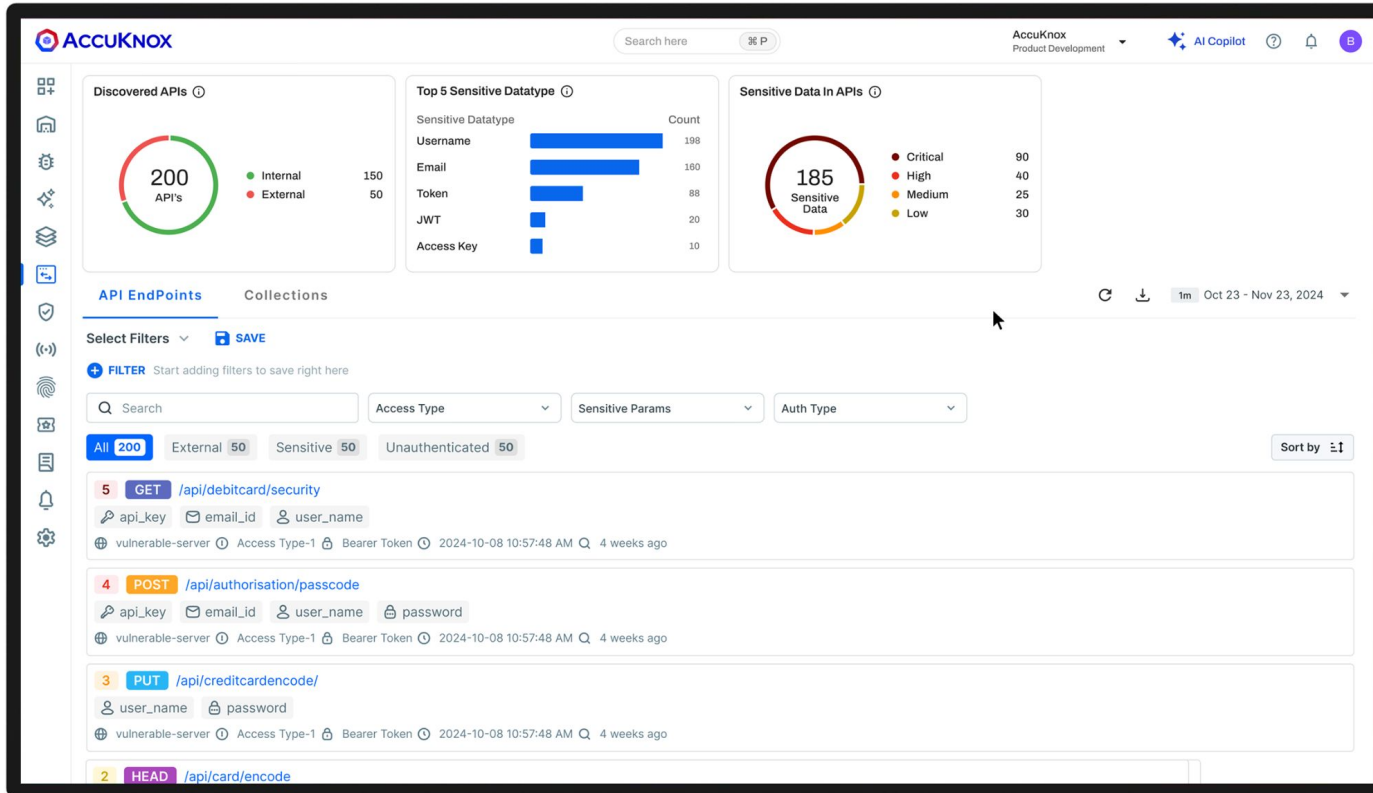 ACCUKNOX
Search here
⌘ P
AccuKnox
Product Development
AI Copilot
B
Discovered APIs
200
API's
Internal 150
External 50
Top 5 Sensitive Datatype
Sensitive Datatype Count
Username 198
Email 160
Token 88
JWT 20
Access Key 10
Sensitive Data In APIs
185
Sensitive
Data
Critical 90
High 40
Medium 25
Low 30
API EndPoints Collections
1m Oct 23 - Nov 23, 2024
Select Filters SAVE
FILTER Start adding filters to save right here
Search Access Type Sensitive Params Auth Type
All 200 External 50 Sensitive 50 Unauthenticated 50 Sort by
5 GET /api/debitcard/security
api_key email_id user_name
vulnerable-server Access Type-1 Bearer Token 2024-10-08 10:57:48 AM 4 weeks ago
4 POST /api/authorisation/passcode
api_key email_id user_name password
vulnerable-server Access Type-1 Bearer Token 2024-10-08 10:57:48 AM 4 weeks ago
3 PUT /api/creditcardencode/
user_name password
vulnerable-server Access Type-1 Bearer Token 2024-10-08 10:57:48 AM 4 weeks ago
2 HEAD /api/card/encode